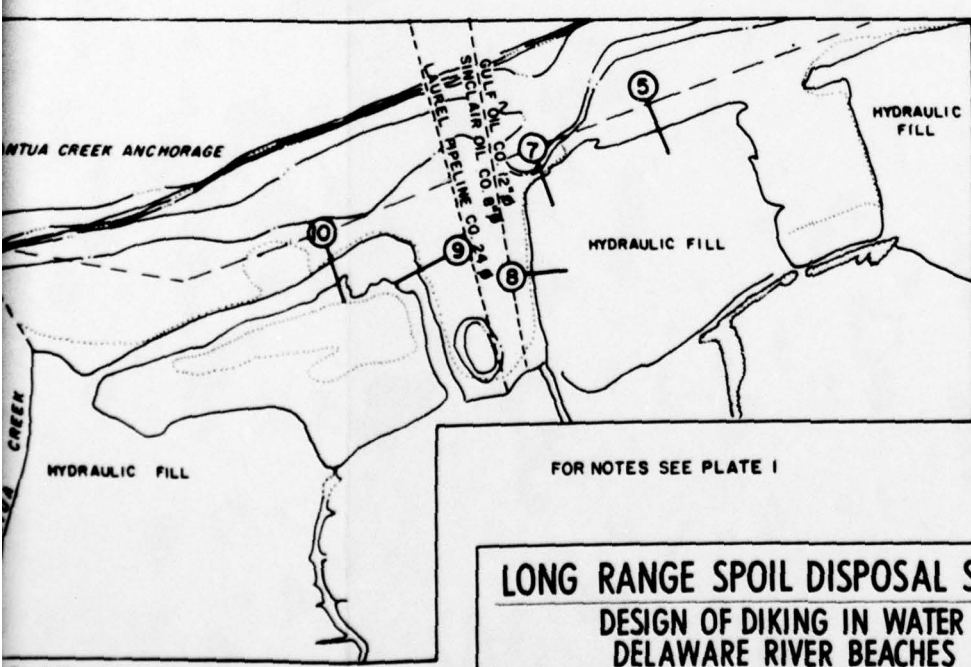 5
HYDRAULIC
FILL
GULF OIL CO. 12"ø
SINCLAIR OIL CO. 8"ø
LAUREL PIPELINE CO. 24"ø
7
NTUA CREEK ANCHORAGE
10
9
8
HYDRAULIC FILL
CREEK
UA
HYDRAULIC FILL
FOR NOTES SEE PLATE 1
LONG RANGE SPOIL DISPOSAL S
DESIGN OF DIKING IN WATER
DELAWARE RIVER BEACHES